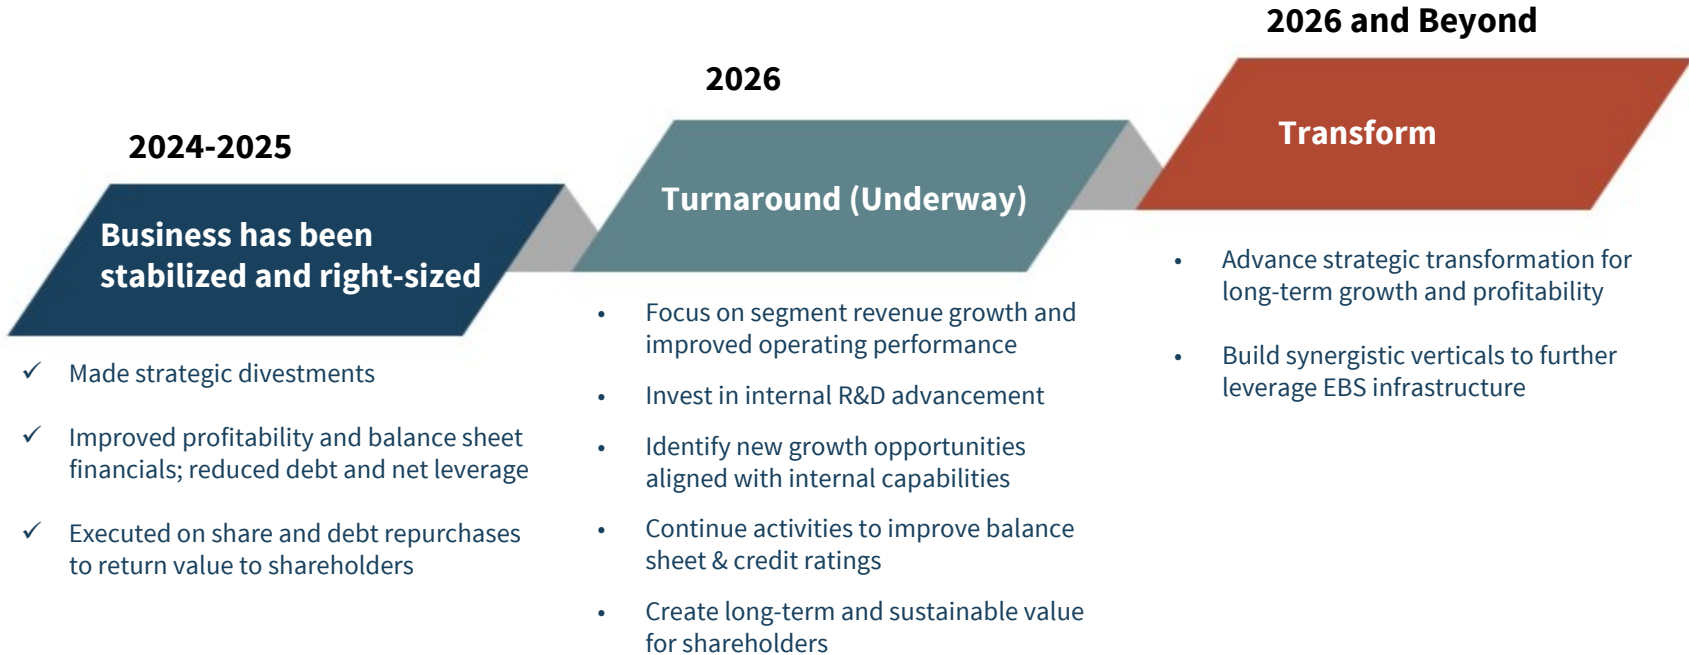 2024-2025
Business has been
stabilized and right-sized
✓ Made strategic divestments
✓ Improved profitability and balance sheet
financials; reduced debt and net leverage
✓ Executed on share and debt repurchases
to return value to shareholders
2026
Turnaround (Underway)
• Focus on segment revenue growth and
improved operating performance
• Invest in internal R&D advancement
• Identify new growth opportunities
aligned with internal capabilities
• Continue activities to improve balance
sheet & credit ratings
• Create long-term and sustainable value
for shareholders
2026 and Beyond
Transform
• Advance strategic transformation for
long-term growth and profitability
• Build synergistic verticals to further
leverage EBS infrastructure